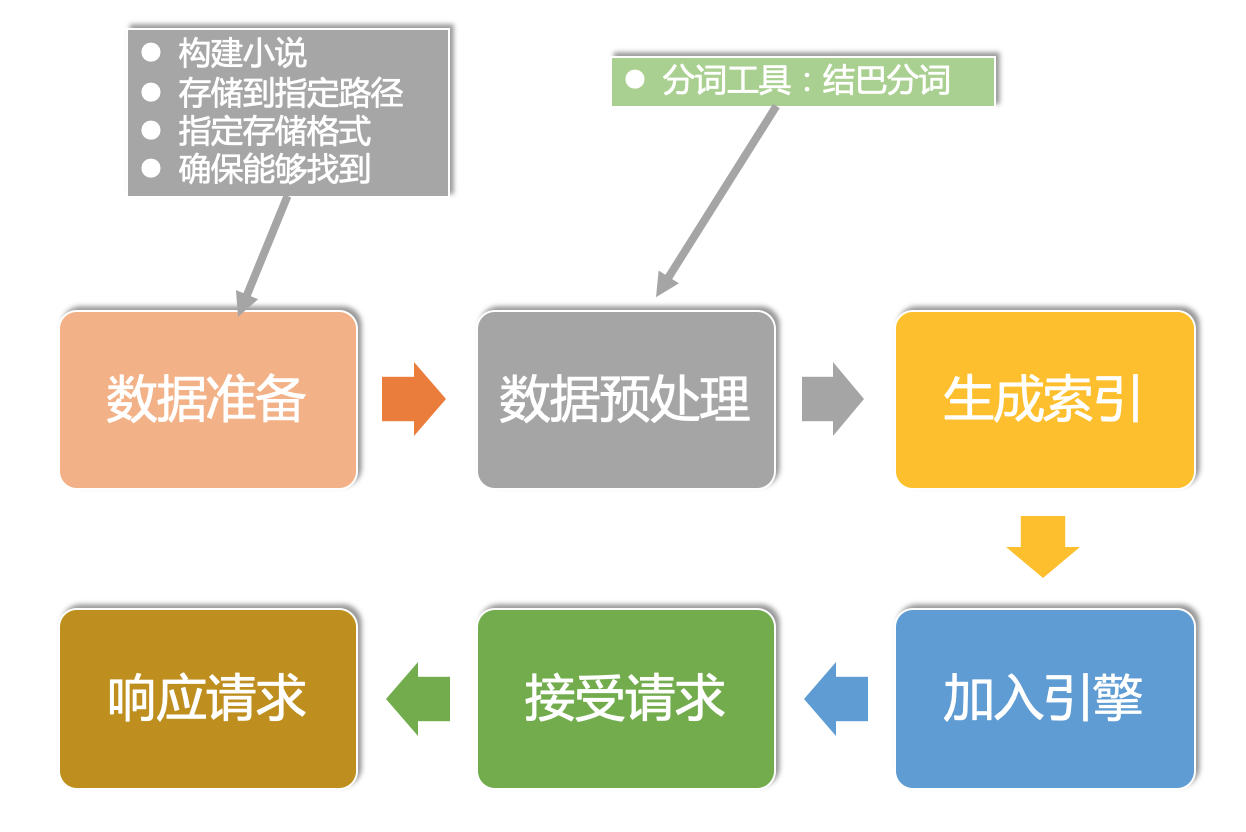 构建小说
存储到指定路径
指定存储格式
确保能够找到
分词工具：结巴分词
数据准备
数据预处理
生成索引
响应请求
接受请求
加入引擎